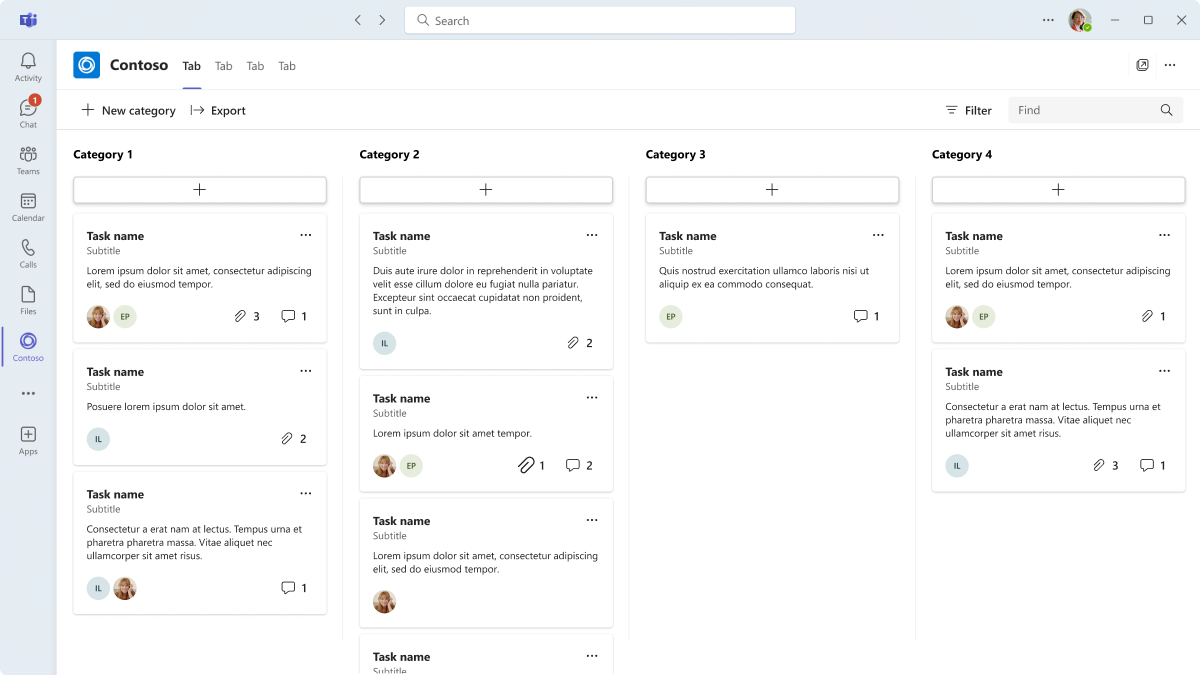 Search
Activity
1
Chat
Teams
Calendar
Calls
Files
Contoso
Apps
Contoso
Tab
Tab
Tab
Tab
New category
Export
Filter
Find
Category 1
Task name
Subtitle
Lorem ipsum dolor sit amet, consectetur adipiscing
elit, sed do eiusmod tempor.
EP
3
1
Task name
Subtitle
Posuere lorem ipsum dolor sit amet.
IL
2
Task name
Subtitle
Consectetur a erat nam at lectus. Tempus urna et
pharetra pharetra massa. Vitae aliquet nec
ullamcorper sit amet risus.
IL
1
Category 2
Task name
Subtitle
Duis aute irure dolor in reprehenderit in voluptate
velit esse cillum dolore eu fugiat nulla pariatur.
Excepteur sint occaecat cupidatat non proident,
sunt in culpa.
IL
2
Task name
Subtitle
Lorem ipsum dolor sit amet tempor.
EP
1
2
Task name
Subtitle
Lorem ipsum dolor sit amet, consectetur adipiscing
elit, sed do eiusmod tempor.
Task name
Subtitle
Category 3
Task name
Subtitle
Quis nostrud exercitation ullamco laboris nisi ut
aliquip ex ea commodo consequat.
EP
1
Category 4
Task name
Subtitle
Lorem ipsum dolor sit amet, consectetur adipiscing
elit, sed do eiusmod tempor.
EP
1
Task name
Subtitle
Consectetur a erat nam at lectus. Tempus urna et
pharetra pharetra massa. Vitae aliquet nec
ullamcorper sit amet risus.
IL
3
1